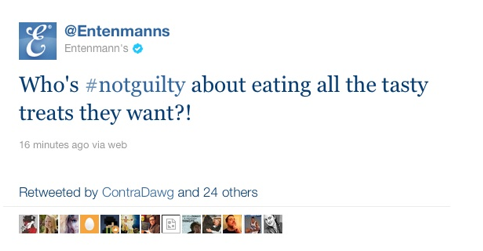 @Entenmanns
Entenmann's
Who's #notguilty about eating all the tasty
treats they want?!
16 minutes ago via web
Retweeted by ContraDawg and 24 others